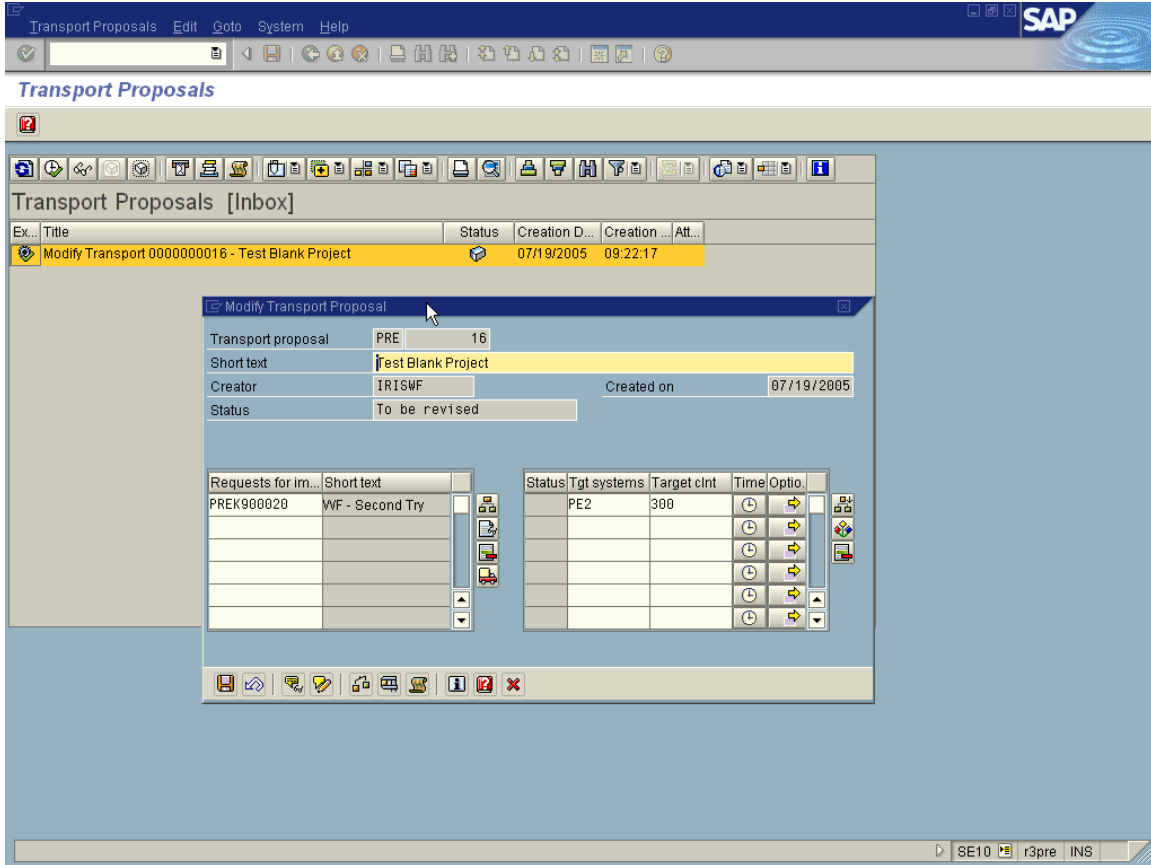 Transport Proposals Edit Goto System Help
SAP
Transport Proposals
Transport Proposals [Inbox]
Ex... Title Status Creation D... Creation ... Att...
Modify Transport 0000000016 - Test Blank Project 07/19/2005 09:22:17
Modify Transport Proposal
Transport proposal PRE 16
Short text Test Blank Project
Creator IRISWF Created on 07/19/2005
Status To be revised
Requests for im... Short text Status Tgt systems Target clnt Time Optio.
PREK900020 WF - Second Try PE2 300
SE10 r3pre INS